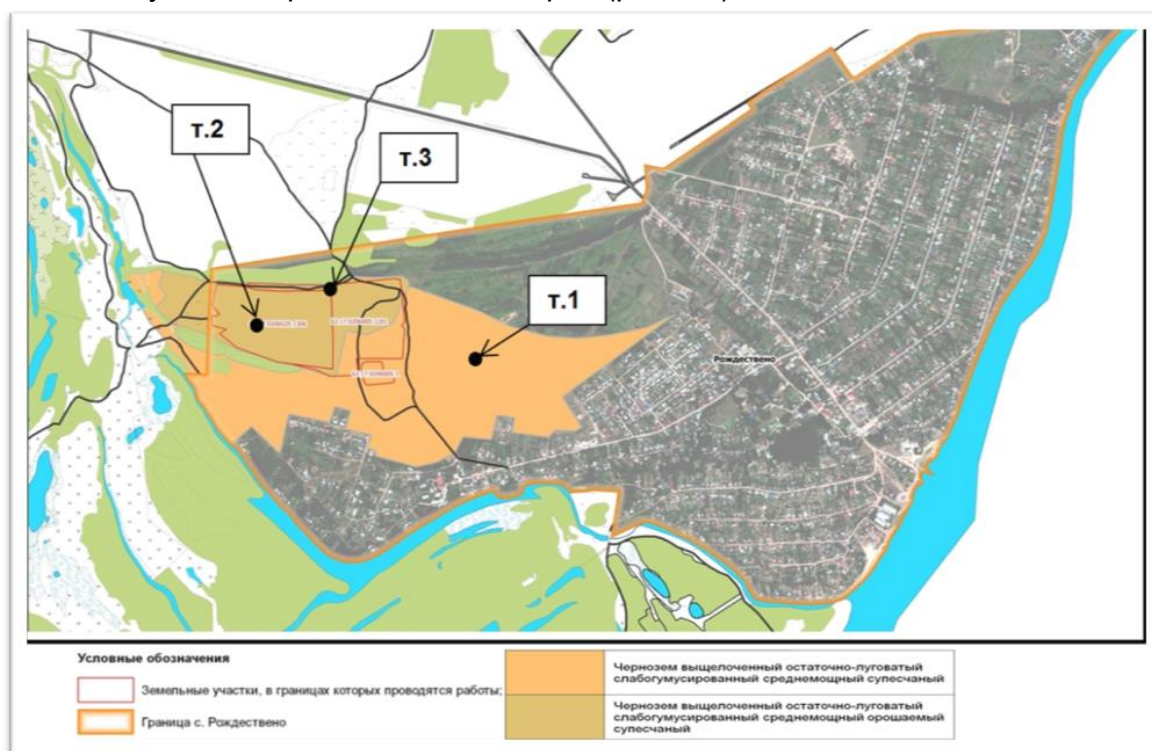 т.2
т.3
т.1
Рождествено
Условные обозначения
Земельные участки, в границах которых проводятся работы;
Граница с. Рождествено
Чернозем выщелоченный остаточно-луговатый
слабогумусированный среднемощный супесчаный
Чернозем выщелоченный остаточно-луговатый
слабогумусированный среднемощный орошаемый
супесчаный